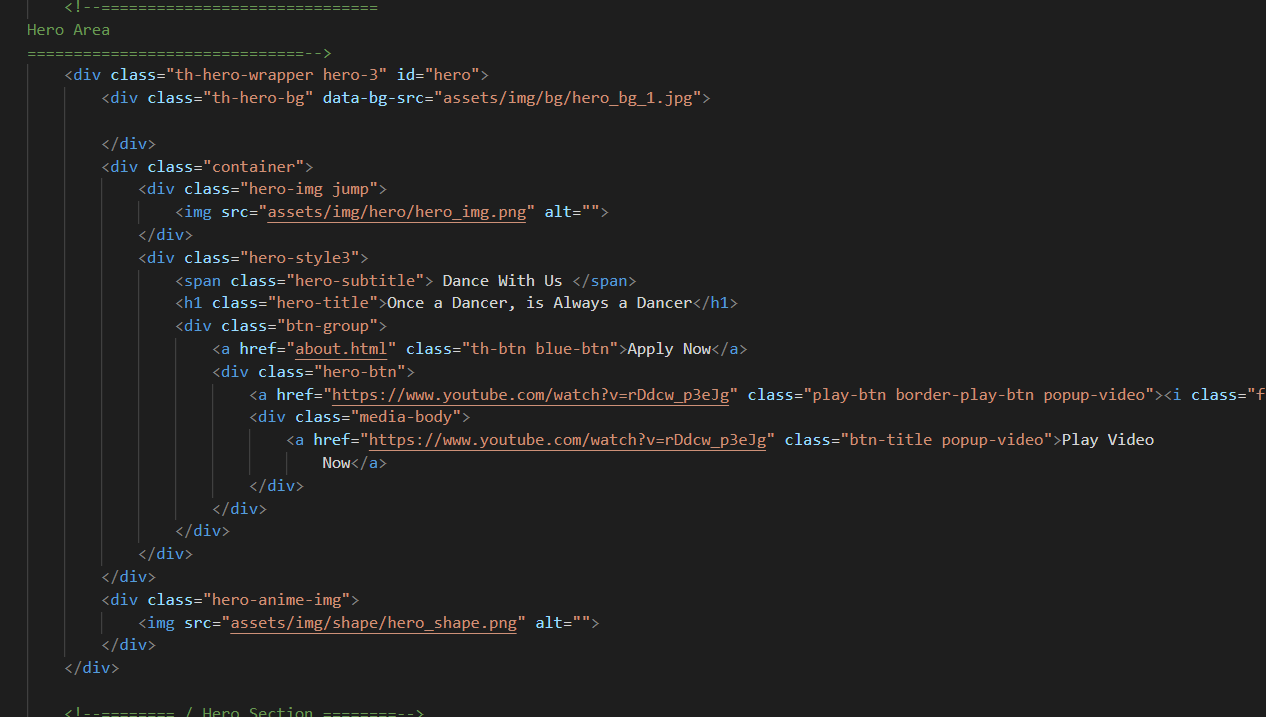 <!--==============================
Hero Area
==============================-->
<div class="th-hero-wrapper hero-3" id="hero">
<div class="th-hero-bg" data-bg-src="assets/img/bg/hero_bg_1.jpg">
</div>
<div class="container">
<div class="hero-img jump">
<img src="assets/img/hero/hero_img.png" alt="">
</div>
<div class="hero-style3">
<span class="hero-subtitle"> Dance With Us </span>
<h1 class="hero-title">Once a Dancer, is Always a Dancer</h1>
<div class="btn-group">
<a href="about.html" class="th-btn blue-btn">Apply Now</a>
<div class="hero-btn">
<a href="https://www.youtube.com/watch?v=rDdcw_p3eJg" class="play-btn border-play-btn popup-video"><i class="f
<div class="media-body">
<a href="https://www.youtube.com/watch?v=rDdcw_p3eJg" class="btn-title popup-video">Play Video
Now</a>
</div>
</div>
</div>
</div>
</div>
<div class="hero-anime-img">
<img src="assets/img/shape/hero_shape.png" alt="">
</div>
</div>
<!--======== / Hero Section ========-->